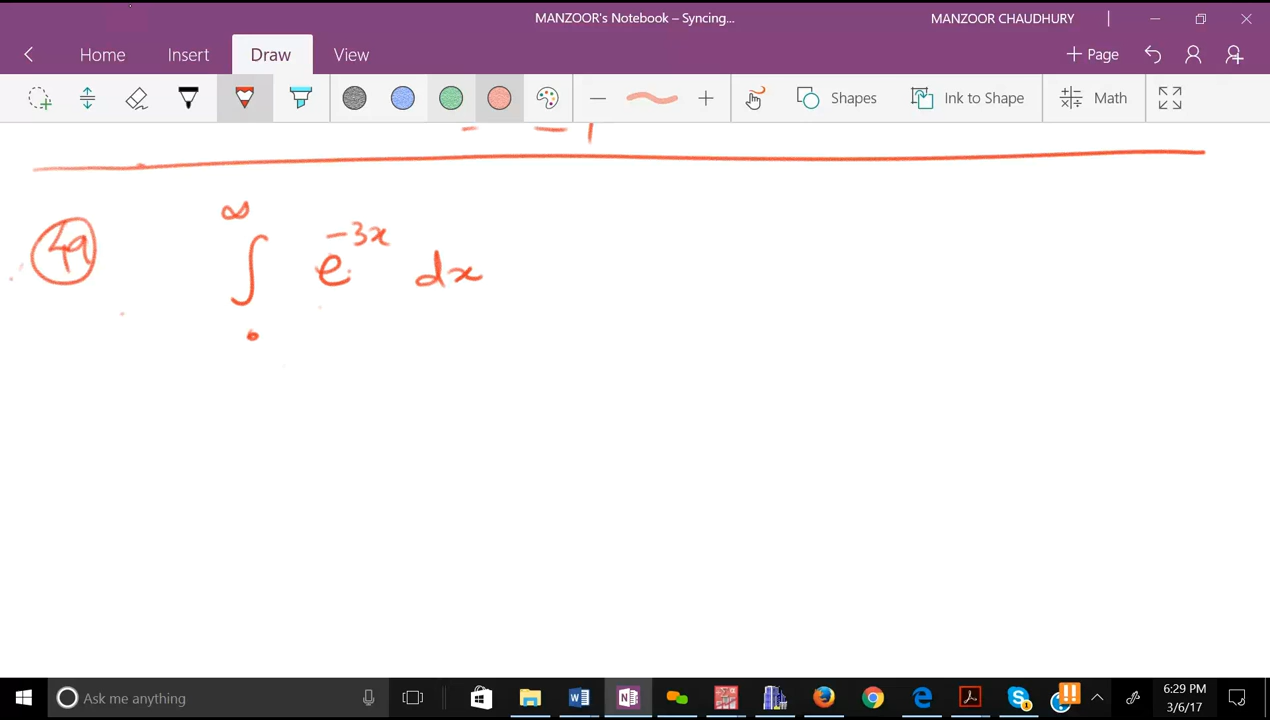 MANZOOR's Notebook – Syncing...
MANZOOR CHAUDHURY
Home Insert Draw View
Page
Shapes
Ink to Shape
Math
49
∞
∫ e^-3x dx
0
Ask me anything
6:29 PM
3/6/17